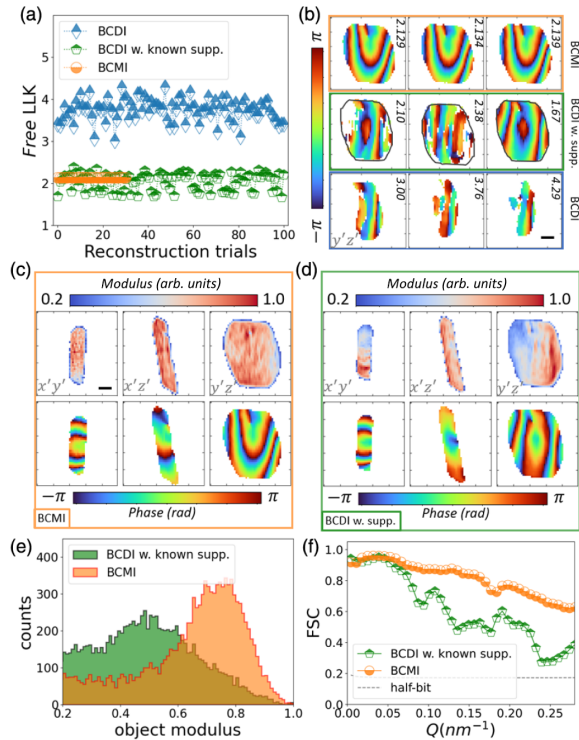 (a)
BCDI
BCDI w. known supp.
BCMI
Free LLK
5
4
3
2
1
0 20 40 60 80 100
Reconstruction trials
(b)
π
−π
2.129 2.134 2.139
BCMI
2.10 2.38 1.67
BCDI w. known supp.
3.00 3.76 4.29
BCDI
y'z'
(c)
Modulus (arb. units)
0.2 1.0
x'y' x'z' y'z'
−π π
Phase (rad)
BCMI
(d)
Modulus (arb. units)
0.2 1.0
x'y' x'z' y'z'
−π π
Phase (rad)
BCDI w. supp.
(e)
BCDI w. known supp.
BCMI
counts
400
300
200
100
0
0.2 0.4 0.6 0.8 1.0
object modulus
(f)
FSC
1.0
0.8
0.6
0.4
0.2
0.0
BCDI w. known supp.
BCMI
half-bit
0.00 0.05 0.10 0.15 0.20 0.25
Q(nm⁻¹)